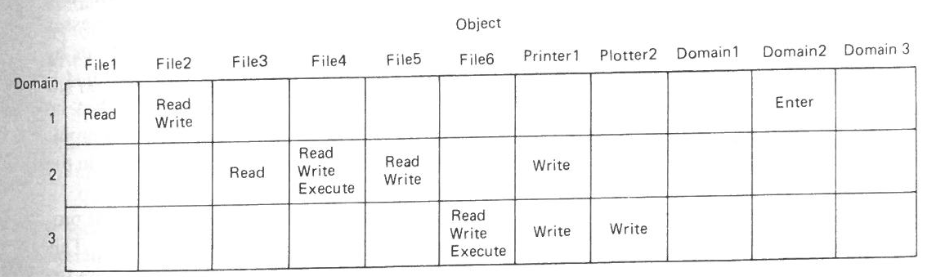 Object
File1 File2 File3 File4 File5 File6 Printer1 Plotter2 Domain1 Domain2 Domain 3
Domain
1 Read Read Write Enter
2 Read Read Write Execute Read Write Write
3 Read Write Execute Write Write